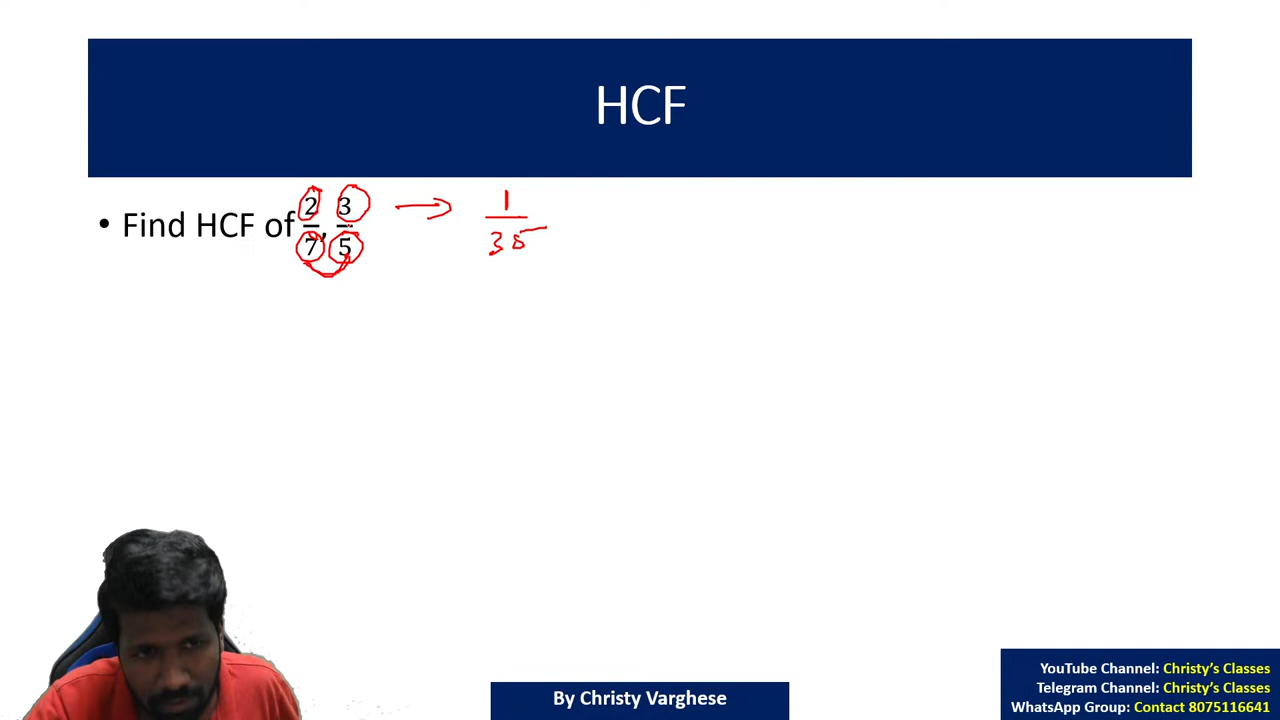 HCF
• Find HCF of 2/7, 3/5 → 1/35
By Christy Varghese
YouTube Channel: Christy's Classes
Telegram Channel: Christy's Classes
WhatsApp Group: Contact 8075116641